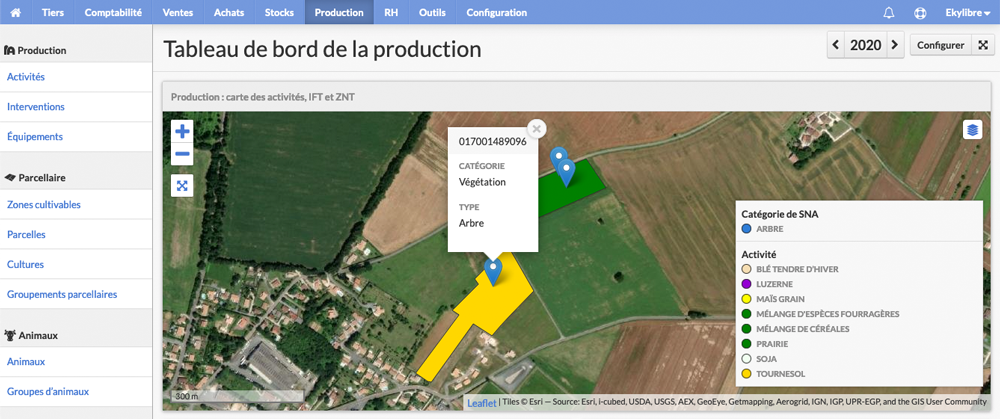 Tiers Comptabilité Ventes Achats Stocks Production RH Outils Configuration Ekylibre
Production
Activités
Interventions
Équipements
Parcellaire
Zones cultivables
Parcelles
Cultures
Groupements parcellaires
Animaux
Animaux
Groupes d'animaux
Tableau de bord de la production
2020
Configurer
Production : carte des activités, IFT et ZNT
017001489096
CATÉGORIE
Végétation
TYPE
Arbre
Catégorie de SNA
ARBRE
Activité
BLÉ TENDRE D'HIVER
LUZERNE
MAÏS GRAIN
MÉLANGE D'ESPÈCES FOURRAGÈRES
MÉLANGE DE CÉRÉALES
PRAIRIE
SOJA
TOURNESOL
300 m
Leaflet | Tiles © Esri — Source: Esri, i-cubed, USDA, USGS, AEX, GeoEye, Getmapping, Aerogrid, IGN, IGP, UPR-EGP, and the GIS User Community